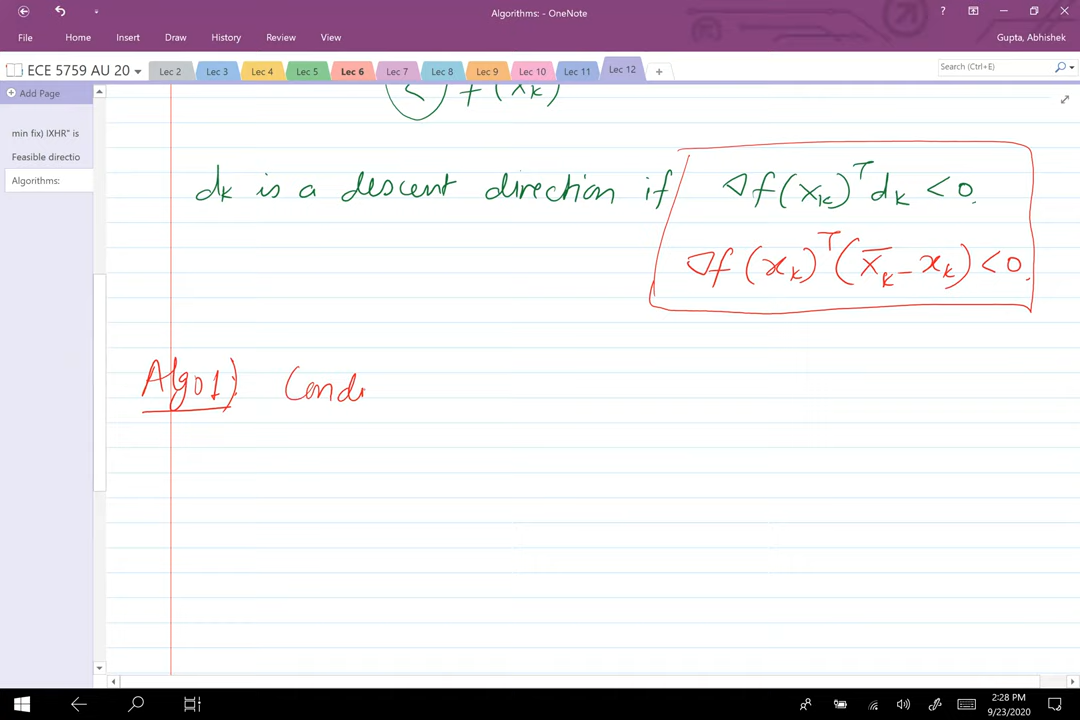 Algorithms: - OneNote
?
File Home Insert Draw History Review View
Gupta, Abhishek
ECE 5759 AU 20
Lec 2 Lec 3 Lec 4 Lec 5 Lec 6 Lec 7 Lec 8 Lec 9 Lec 10 Lec 11 Lec 12 +
Search (Ctrl+E)
Add Page
min f(x) IXHR" is
Feasible directio
Algorithms:
< f(xₖ)
dₖ is a descent direction if ∇f(xₖ)ᵀdₖ < 0.
∇f(xₖ)ᵀ(x̄ₖ - xₖ) < 0.
Algo1: Condi
2:28 PM
9/23/2020